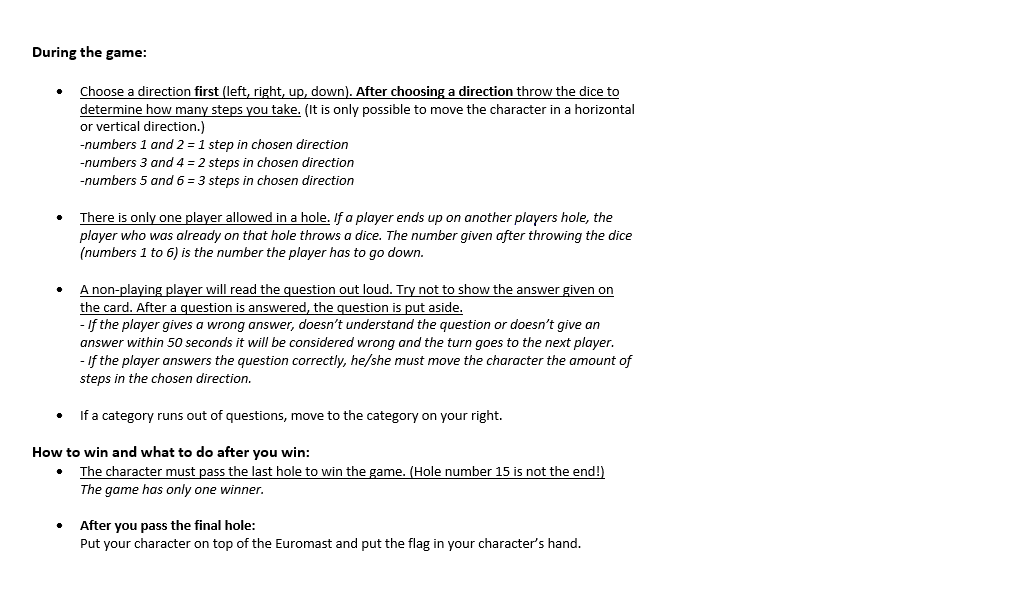 During the game:
• Choose a direction first (left, right, up, down). After choosing a direction throw the dice to
determine how many steps you take. (It is only possible to move the character in a horizontal
or vertical direction.)
-numbers 1 and 2 = 1 step in chosen direction
-numbers 3 and 4 = 2 steps in chosen direction
-numbers 5 and 6 = 3 steps in chosen direction
• There is only one player allowed in a hole. If a player ends up on another players hole, the
player who was already on that hole throws a dice. The number given after throwing the dice
(numbers 1 to 6) is the number the player has to go down.
• A non-playing player will read the question out loud. Try not to show the answer given on
the card. After a question is answered, the question is put aside.
- If the player gives a wrong answer, doesn’t understand the question or doesn’t give an
answer within 50 seconds it will be considered wrong and the turn goes to the next player.
- If the player answers the question correctly, he/she must move the character the amount of
steps in the chosen direction.
• If a category runs out of questions, move to the category on your right.
How to win and what to do after you win:
• The character must pass the last hole to win the game. (Hole number 15 is not the end!)
The game has only one winner.
• After you pass the final hole:
Put your character on top of the Euromast and put the flag in your character’s hand.